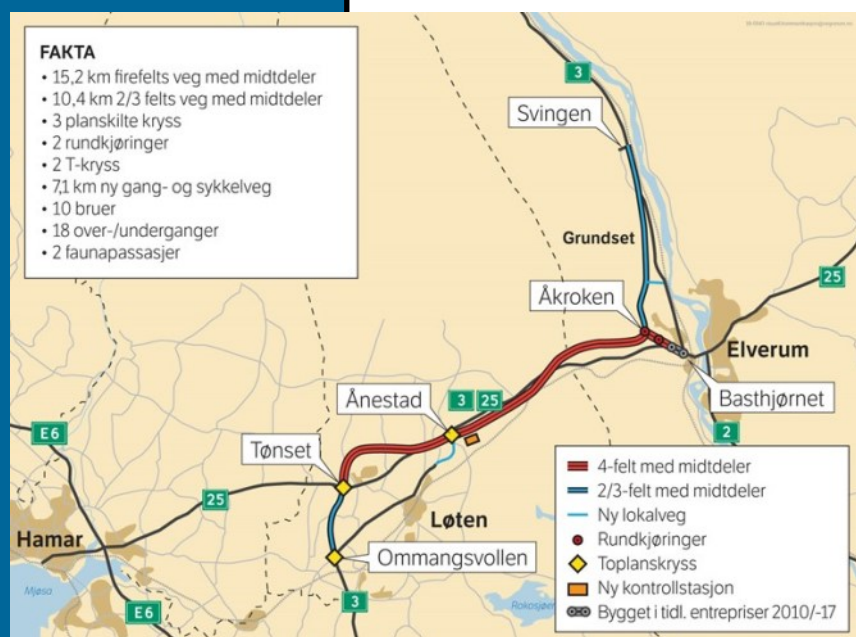 FAKTA
• 15,2 km firefelts veg med midtdeler
• 10,4 km 2/3 felts veg med midtdeler
• 3 planskilte kryss
• 2 rundkjøringer
• 2 T-kryss
• 7,1 km ny gang- og sykkelveg
• 10 bruer
• 18 over-/underganger
• 2 faunapassasjer
3
Svingen
Grundset
25
Åkroken
Elverum
Basthjørnet
Ånestad
3 25
Tønset
2
E6
25
Hamar
Løten
Ommangsvollen
Mjøsa
E6
3
Rokosjøen
4-felt med midtdeler
2/3-felt med midtdeler
Ny lokalveg
Rundkjøringer
Toplanskryss
Ny kontrollstasjon
Bygget i tidl. entrepriser 2010/-17